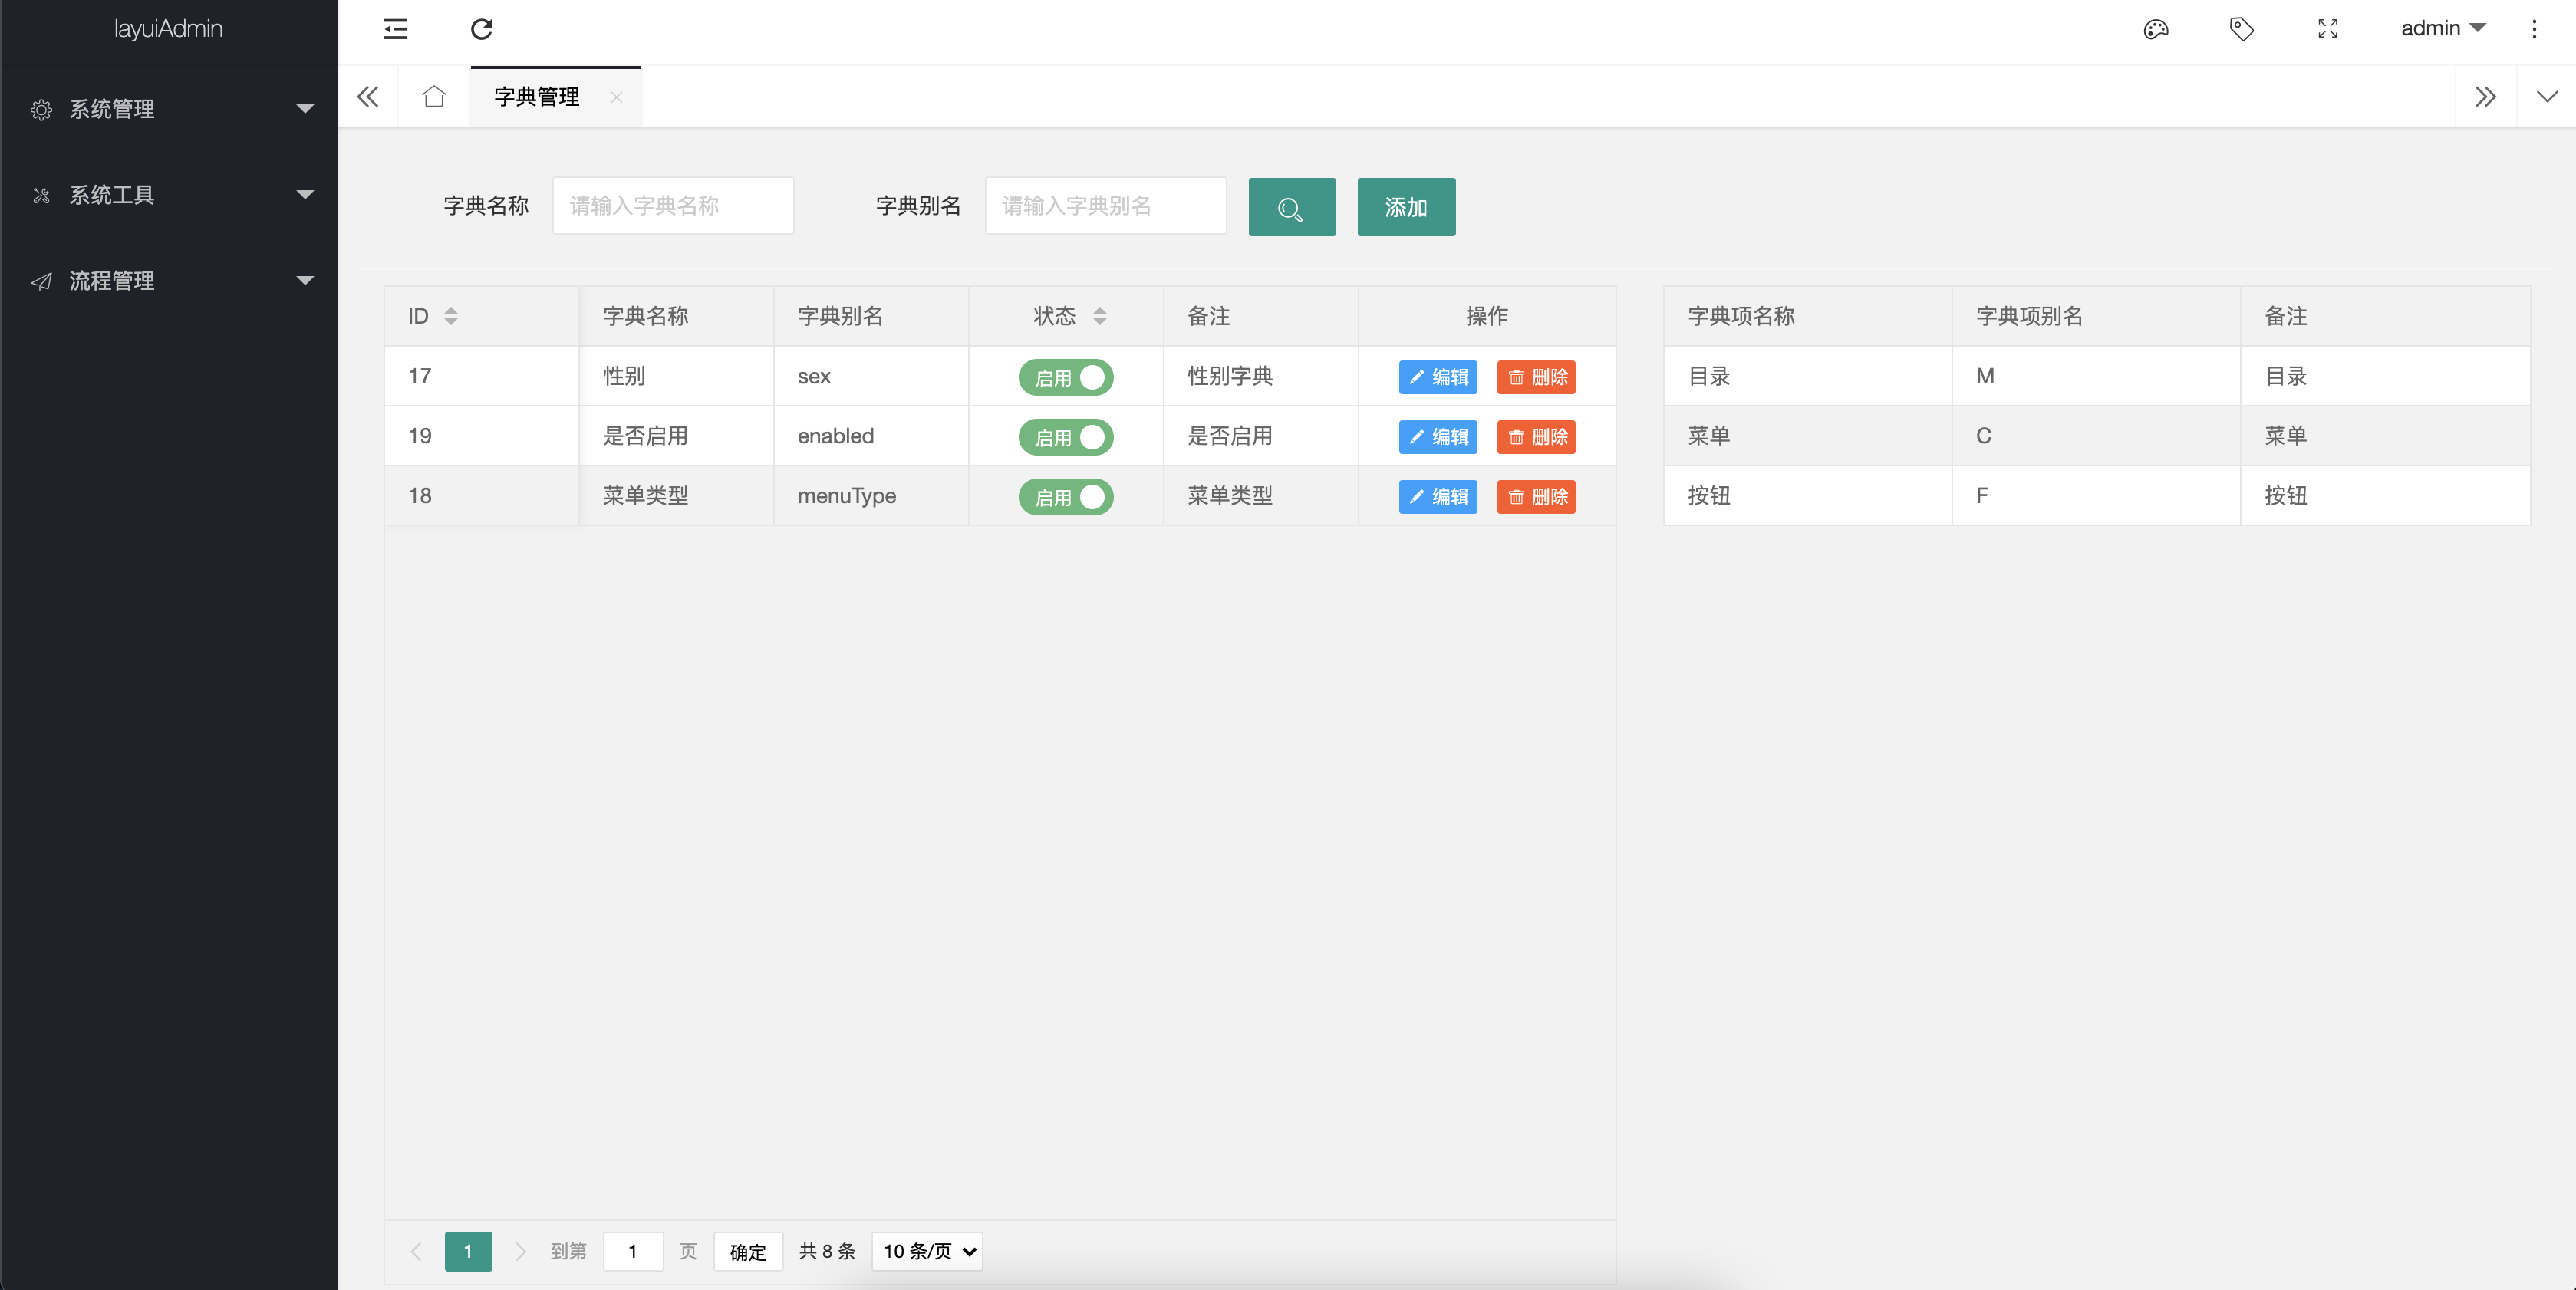 layuiAdmin
admin
系统管理
系统工具
流程管理
字典管理
字典名称 请输入字典名称 字典别名 请输入字典别名 添加
ID 字典名称 字典别名 状态 备注 操作
17 性别 sex 启用 性别字典 编辑 删除
19 是否启用 enabled 启用 是否启用 编辑 删除
18 菜单类型 menuType 启用 菜单类型 编辑 删除
字典项名称 字典项别名 备注
目录 M 目录
菜单 C 菜单
按钮 F 按钮
1 到第 1 页 确定 共 8 条 10 条/页